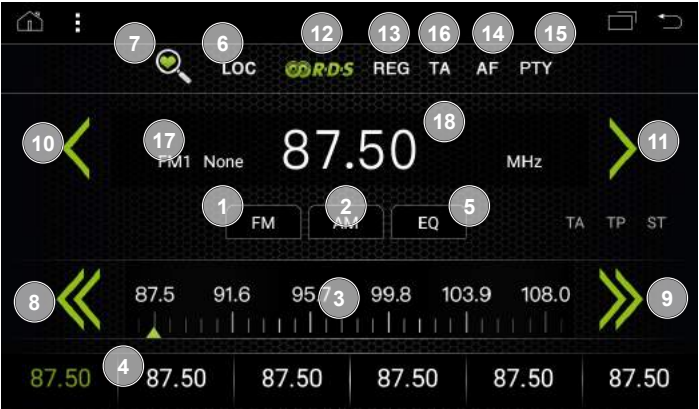 7 6 12 13 16 14 15
LOC R·D·S REG TA AF PTY
10 17 18 11
FM1 None 87.50 MHz
1 2 5
FM AM EQ TA TP ST
8 3 9
87.5 91.6 95.7 99.8 103.9 108.0
4
87.50 87.50 87.50 87.50 87.50 87.50